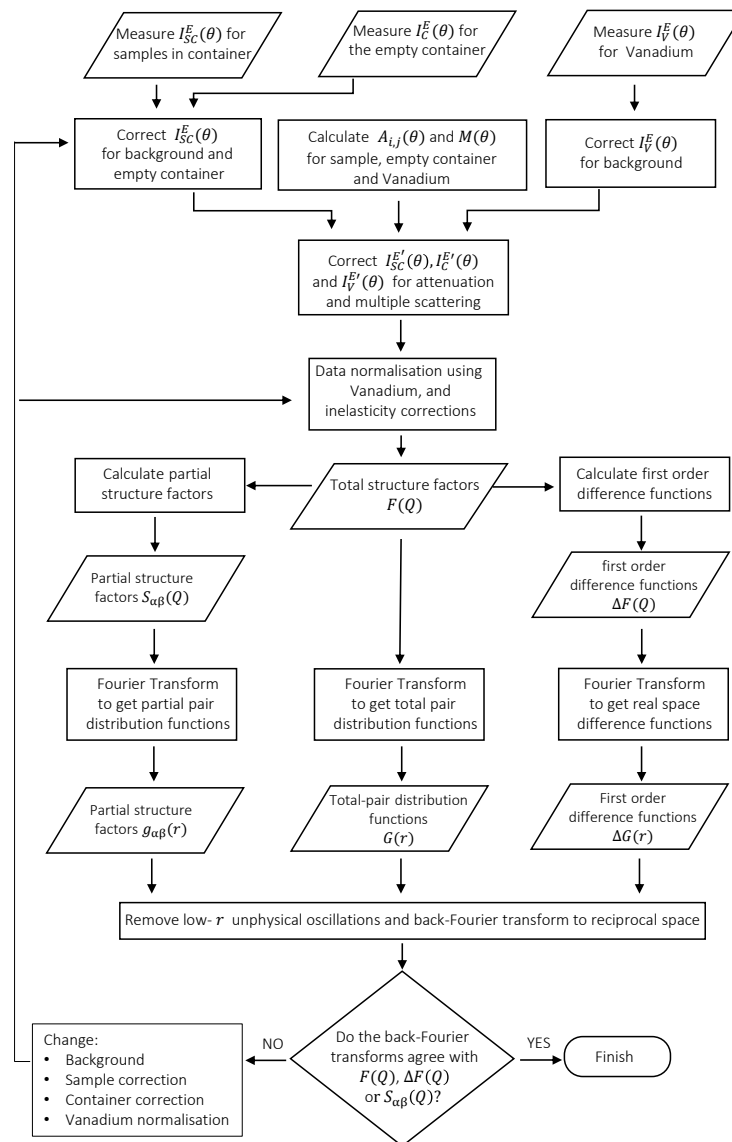 Measure $I_{SC}^{E}(\theta)$ for
samples in container
Measure $I_{C}^{E}(\theta)$ for
the empty container
Measure $I_{V}^{E}(\theta)$
for Vanadium
Correct $I_{SC}^{E}(\theta)$
for background and
empty container
Calculate $A_{i,j}(\theta)$ and $M(\theta)$
for sample, empty container
and Vanadium
Correct $I_{V}^{E}(\theta)$
for background
Correct $I_{SC}^{E'}(\theta), I_{C}^{E'}(\theta)$
and $I_{V}^{E'}(\theta)$ for attenuation
and multiple scattering
Data normalisation using
Vanadium, and
inelasticity corrections
Calculate partial
structure factors
Total structure factors
$F(Q)$
Calculate first order
difference functions
Partial structure
factors $S_{\alpha\beta}(Q)$
first order
difference functions
$\Delta F(Q)$
Fourier Transform
to get partial pair
distribution functions
Fourier Transform
to get total pair
distribution functions
Fourier Transform
to get real space
difference functions
Partial structure
factors $g_{\alpha\beta}(r)$
Total-pair distribution
functions
$G(r)$
First order
difference functions
$\Delta G(r)$
Remove low- $r$ unphysical oscillations and back-Fourier transform to reciprocal space
Change:
• Background
• Sample correction
• Container correction
• Vanadium normalisation
NO
Do the back-Fourier
transforms agree with
$F(Q)$, $\Delta F(Q)$
or $S_{\alpha\beta}(Q)$?
YES
Finish